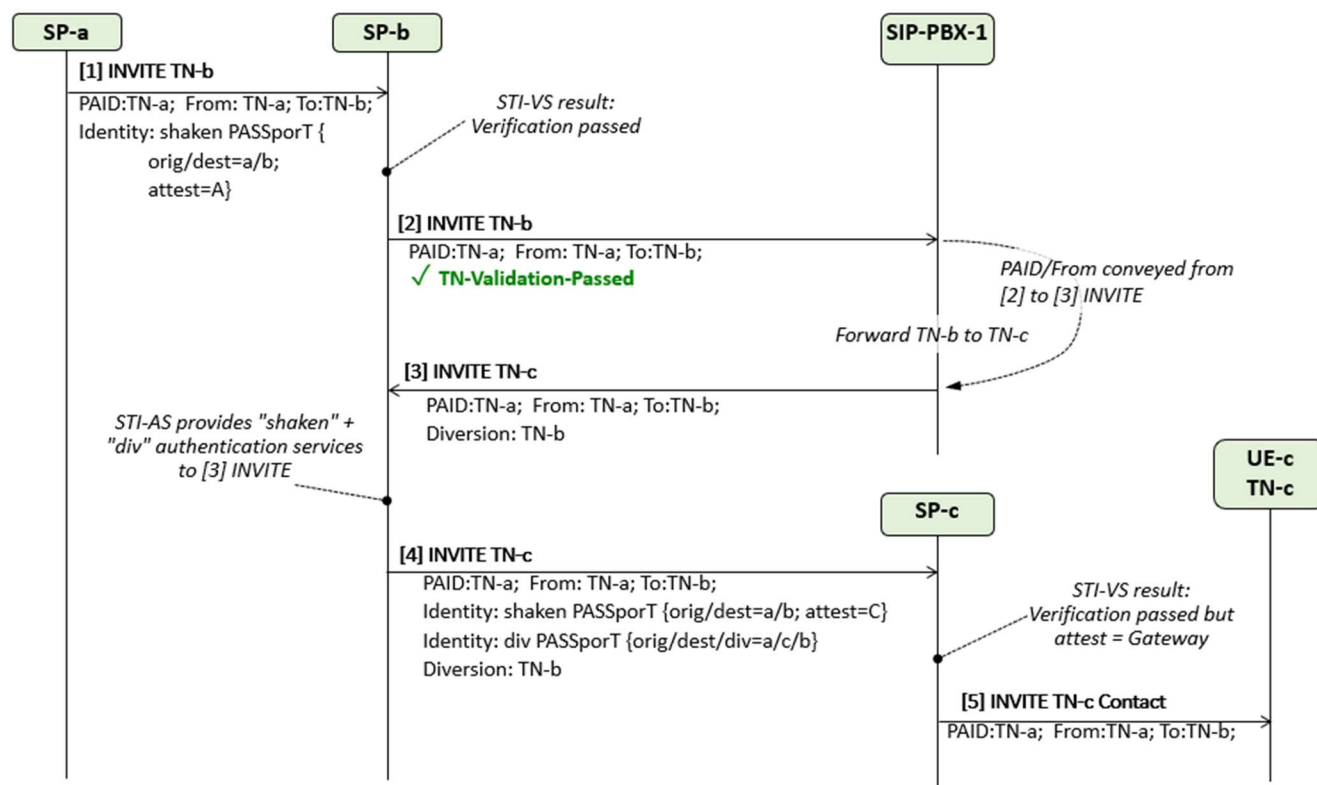 SP-a
SP-b
SIP-PBX-1
[1] INVITE TN-b
PAID:TN-a;  From: TN-a; To:TN-b;
Identity: shaken PASSporT {
orig/dest=a/b;
attest=A}
STI-VS result:
Verification passed
[2] INVITE TN-b
PAID:TN-a;  From: TN-a; To:TN-b;
✓ TN-Validation-Passed
PAID/From conveyed from
[2] to [3] INVITE
Forward TN-b to TN-c
[3] INVITE TN-c
PAID:TN-a;  From: TN-a; To:TN-b;
Diversion: TN-b
STI-AS provides "shaken" +
"div" authentication services
to [3] INVITE
UE-c
TN-c
SP-c
[4] INVITE TN-c
PAID:TN-a;  From: TN-a; To:TN-b;
Identity: shaken PASSporT {orig/dest=a/b; attest=C}
Identity: div PASSporT {orig/dest/div=a/c/b}
Diversion: TN-b
STI-VS result:
Verification passed but
attest = Gateway
[5] INVITE TN-c Contact
PAID:TN-a;  From:TN-a; To:TN-b;